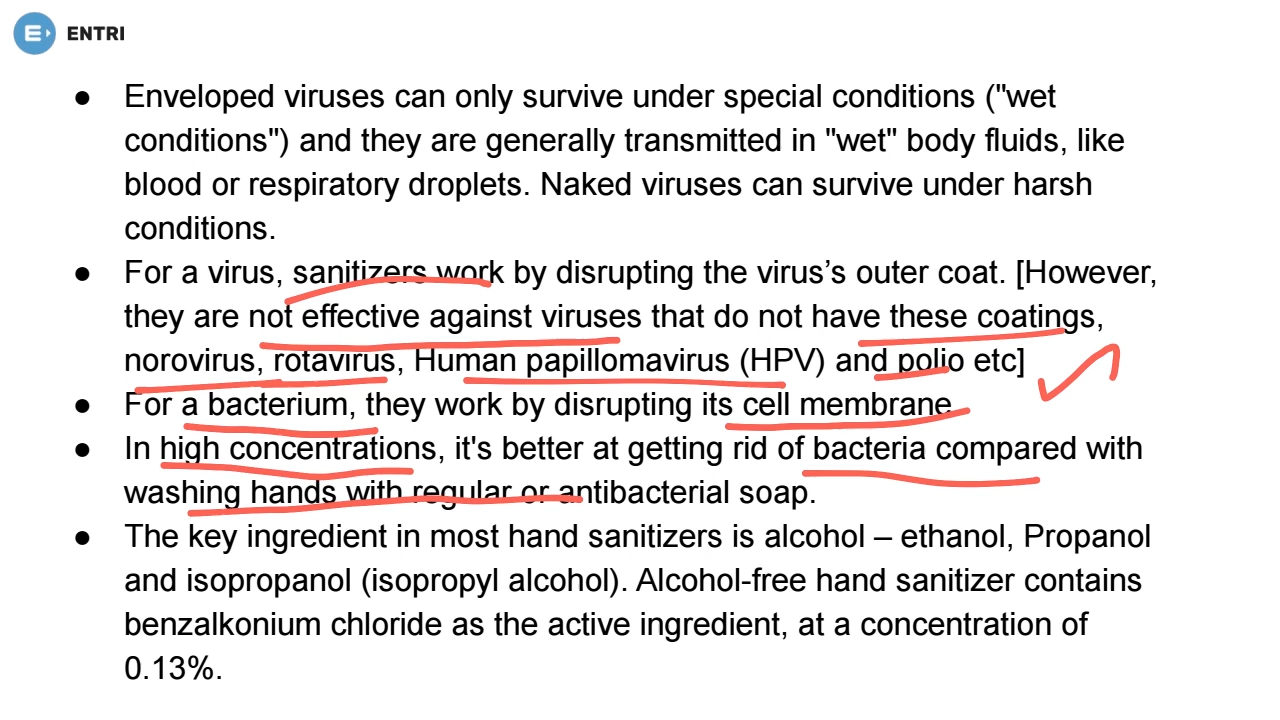 ENTRI
● Enveloped viruses can only survive under special conditions ("wet
conditions") and they are generally transmitted in "wet" body fluids, like
blood or respiratory droplets. Naked viruses can survive under harsh
conditions.
● For a virus, sanitizers work by disrupting the virus’s outer coat. [However,
they are not effective against viruses that do not have these coatings,
norovirus, rotavirus, Human papillomavirus (HPV) and polio etc]
● For a bacterium, they work by disrupting its cell membrane
● In high concentrations, it's better at getting rid of bacteria compared with
washing hands with regular or antibacterial soap.
● The key ingredient in most hand sanitizers is alcohol – ethanol, Propanol
and isopropanol (isopropyl alcohol). Alcohol-free hand sanitizer contains
benzalkonium chloride as the active ingredient, at a concentration of
0.13%.